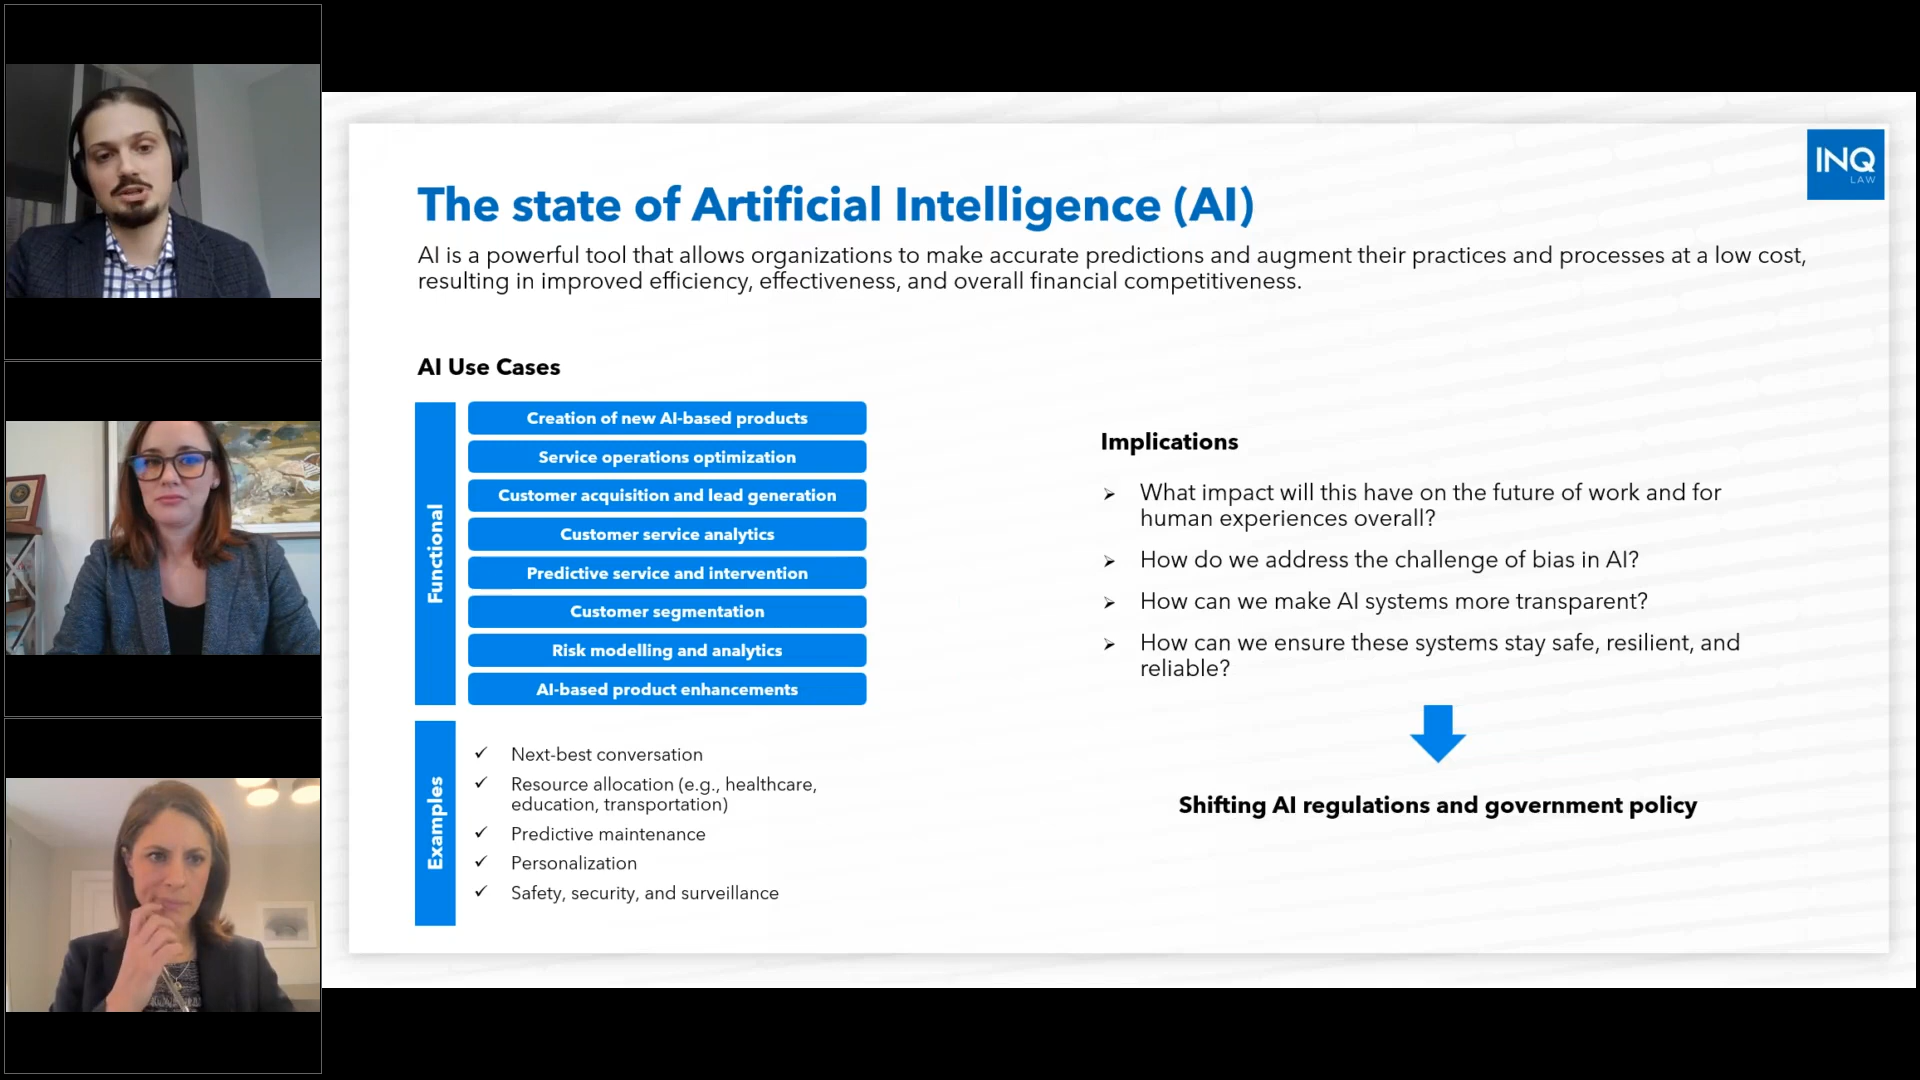 INQ
LAW
The state of Artificial Intelligence (AI)
AI is a powerful tool that allows organizations to make accurate predictions and augment their practices and processes at a low cost,
resulting in improved efficiency, effectiveness, and overall financial competitiveness.
AI Use Cases
Functional
Creation of new AI-based products
Service operations optimization
Customer acquisition and lead generation
Customer service analytics
Predictive service and intervention
Customer segmentation
Risk modelling and analytics
AI-based product enhancements
Examples
✓ Next-best conversation
✓ Resource allocation (e.g., healthcare,
education, transportation)
✓ Predictive maintenance
✓ Personalization
✓ Safety, security, and surveillance
Implications
➢ What impact will this have on the future of work and for
human experiences overall?
➢ How do we address the challenge of bias in AI?
➢ How can we make AI systems more transparent?
➢ How can we ensure these systems stay safe, resilient, and
reliable?
Shifting AI regulations and government policy